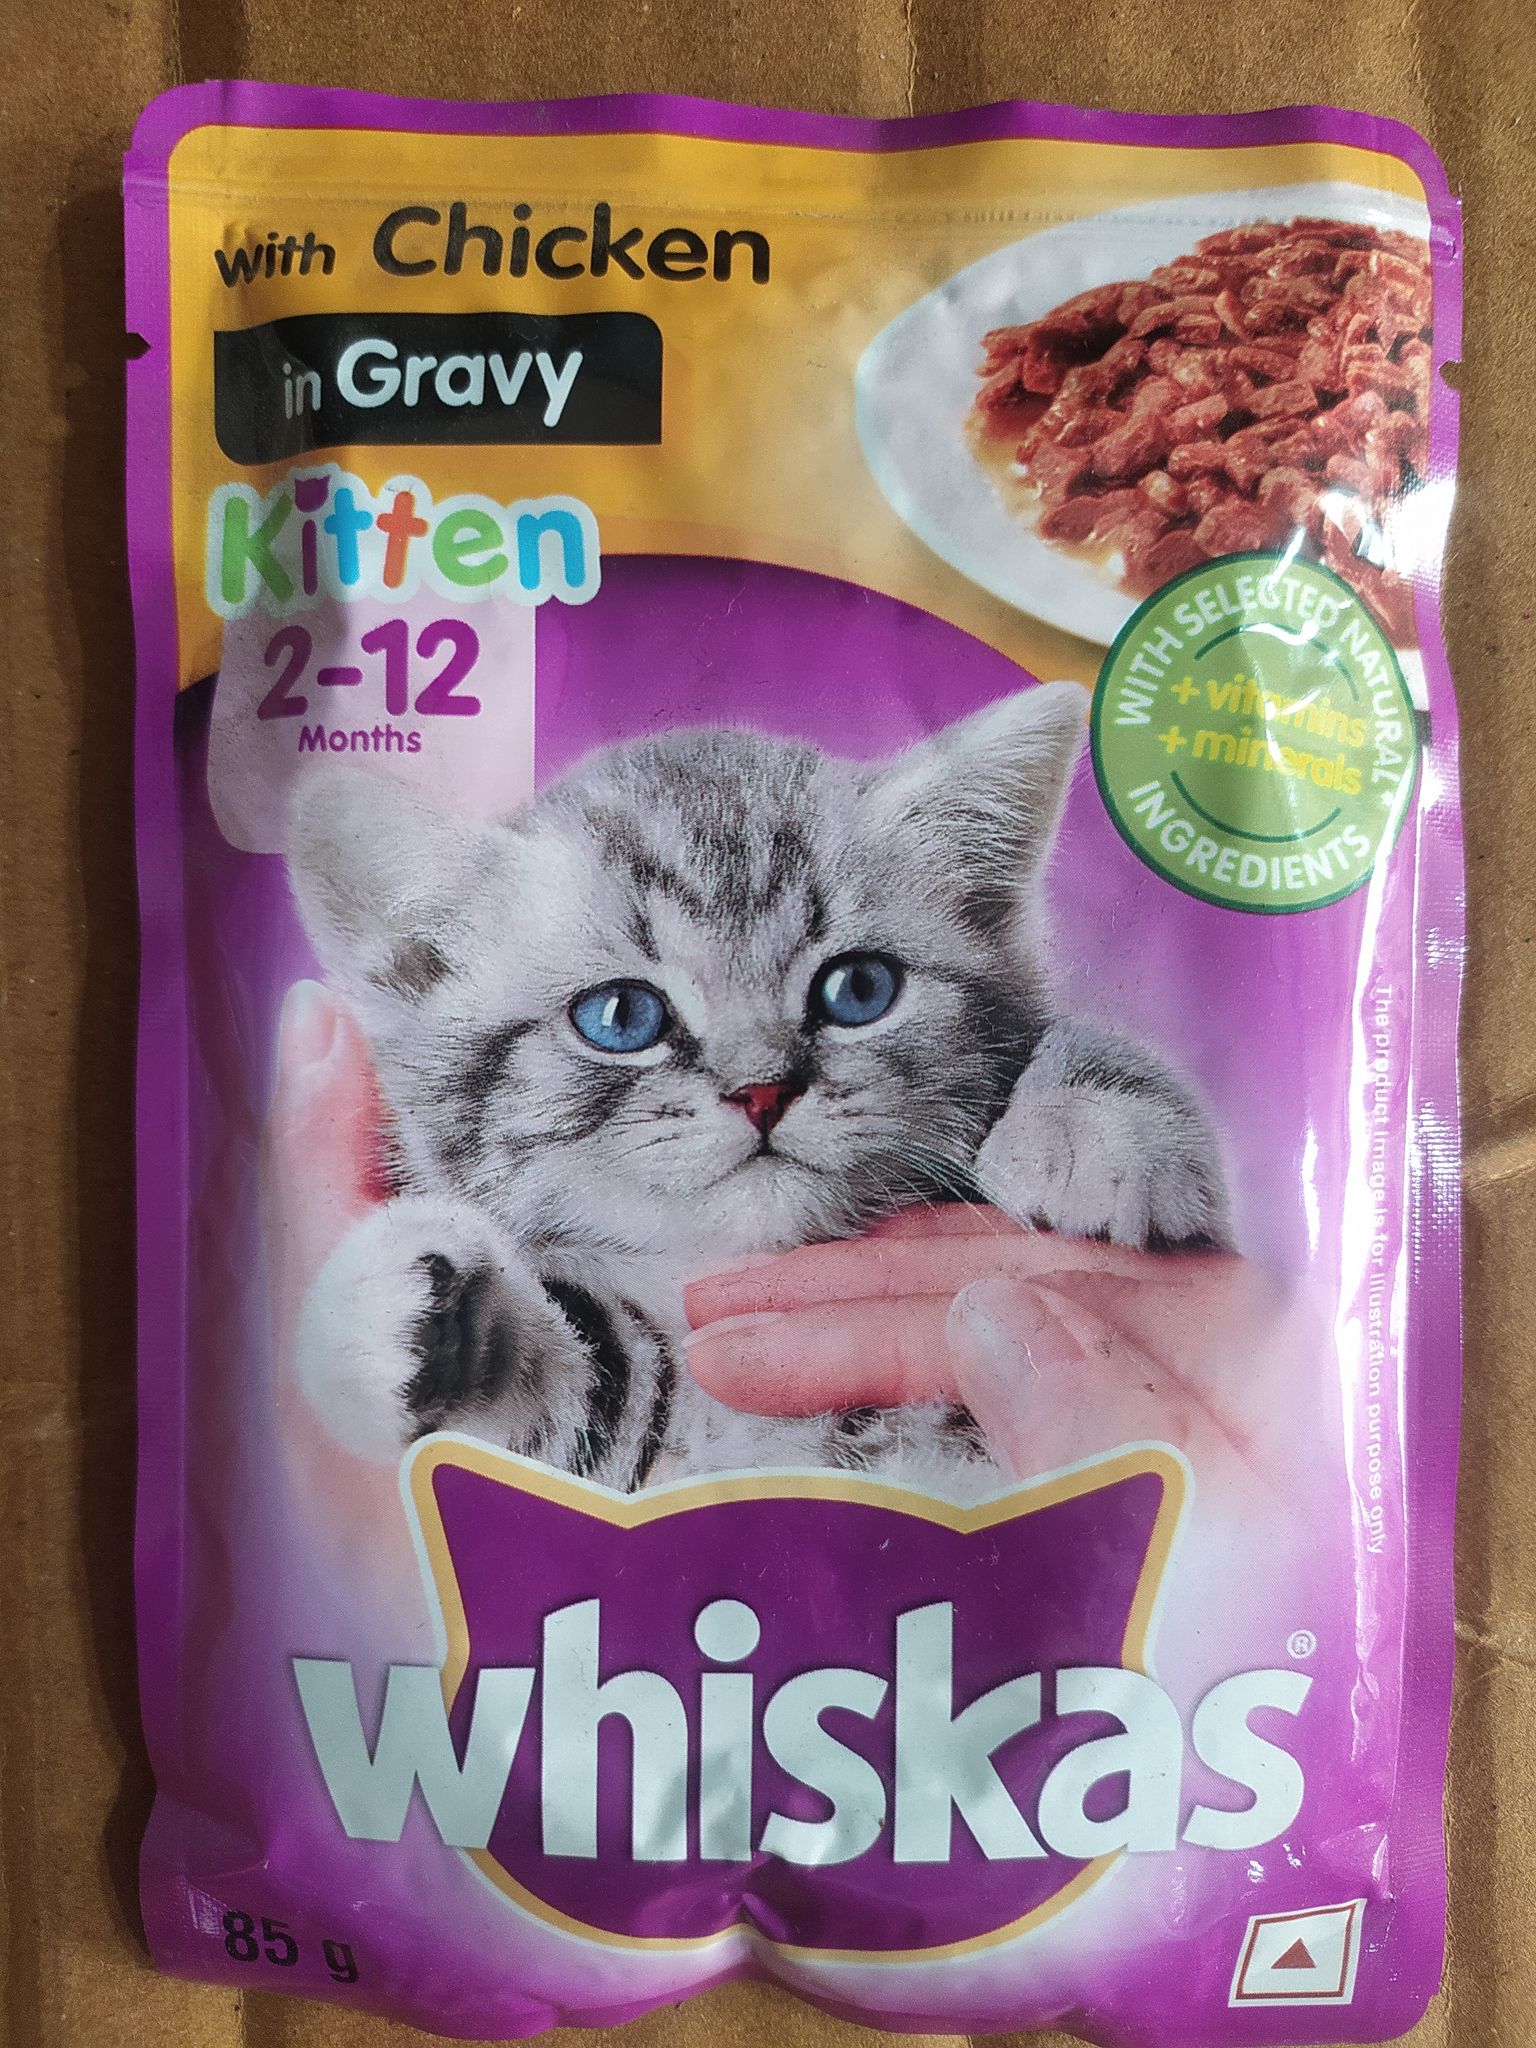 with Chicken
in Gravy
Kitten
2-12
Months
WITH SELECTED NATURAL*
+ vitamins
+ minerals
INGREDIENTS
The product image is for illustration purpose only
whiskas®
85 g